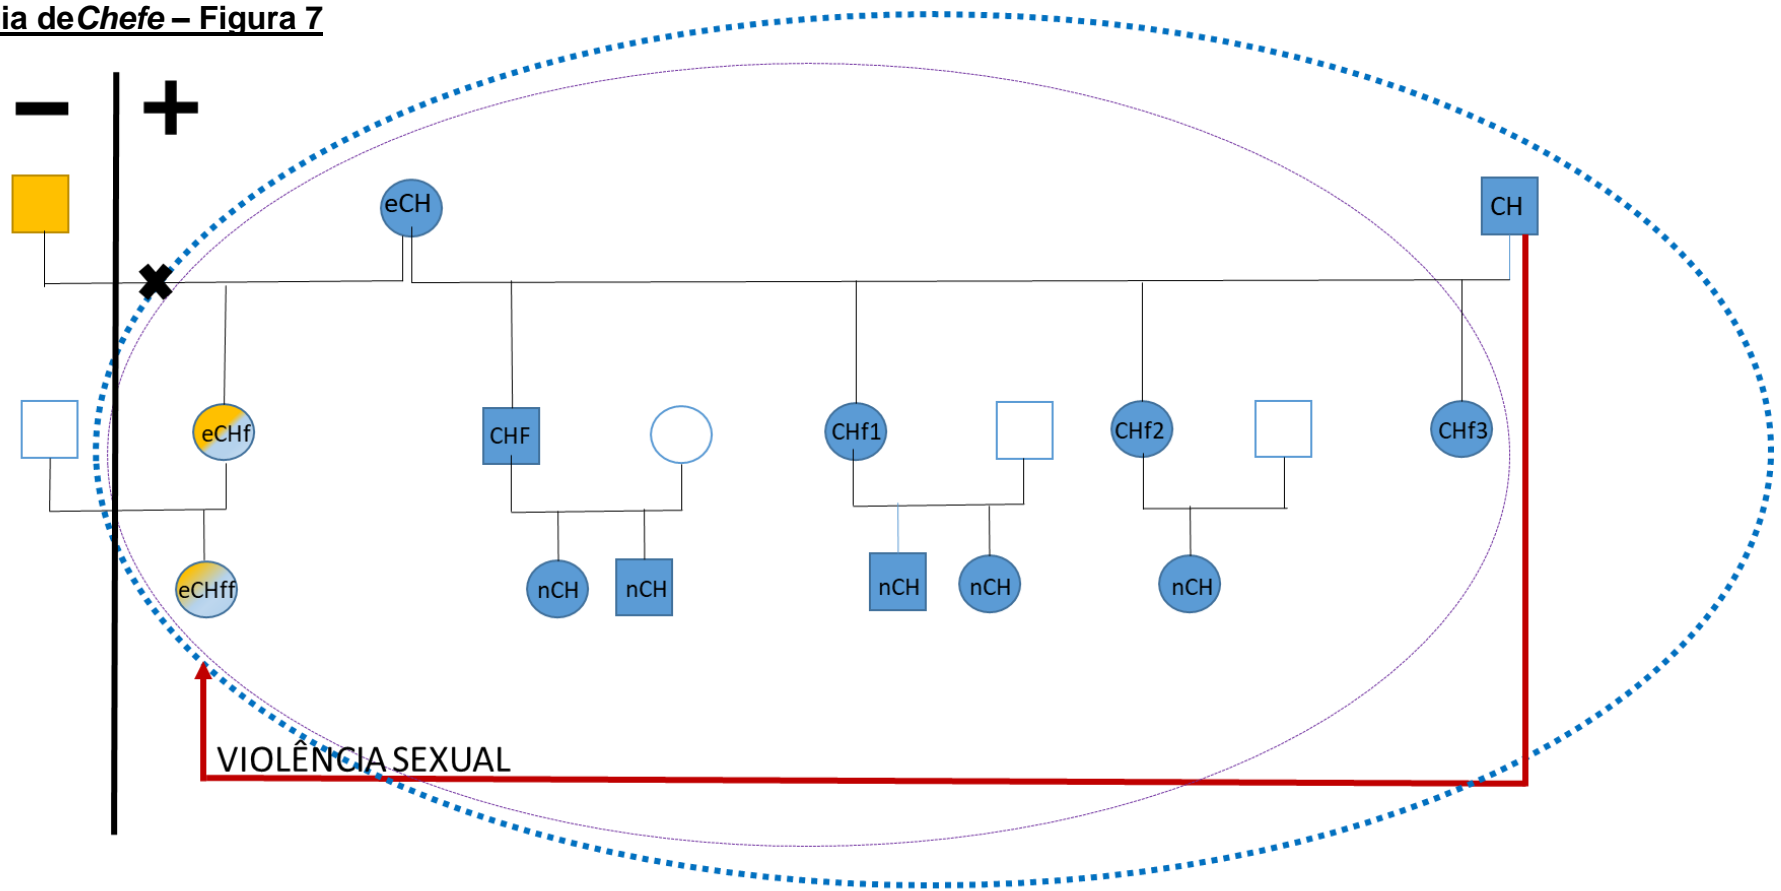 ia de Chefe – Figura 7
− +
eCH CH
eCHf CHF CHf1 CHf2 CHf3
eCHff nCH nCH nCH nCH nCH
VIOLÊNCIA SEXUAL